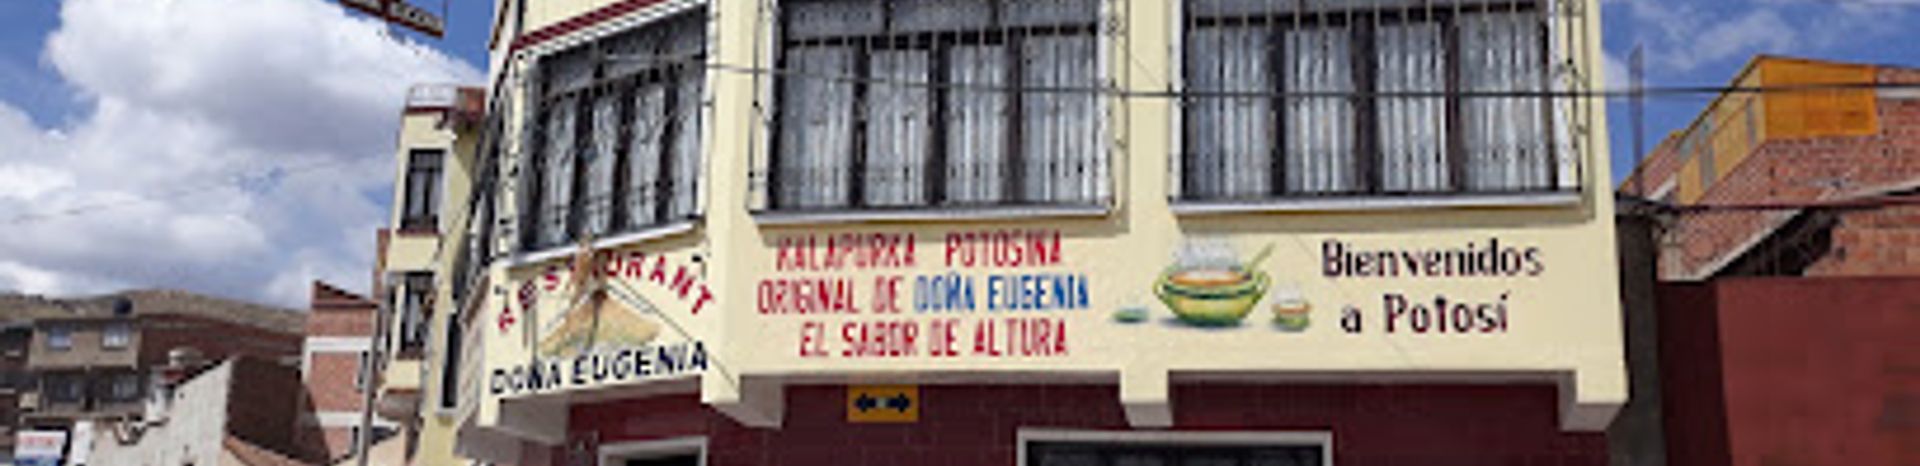 RESTAURANT
DOÑA EUGENIA
KALAPURKA POTOSINA
ORIGINAL DE DOÑA EUGENIA
EL SABOR DE ALTURA
Bienvenidos
a Potosí